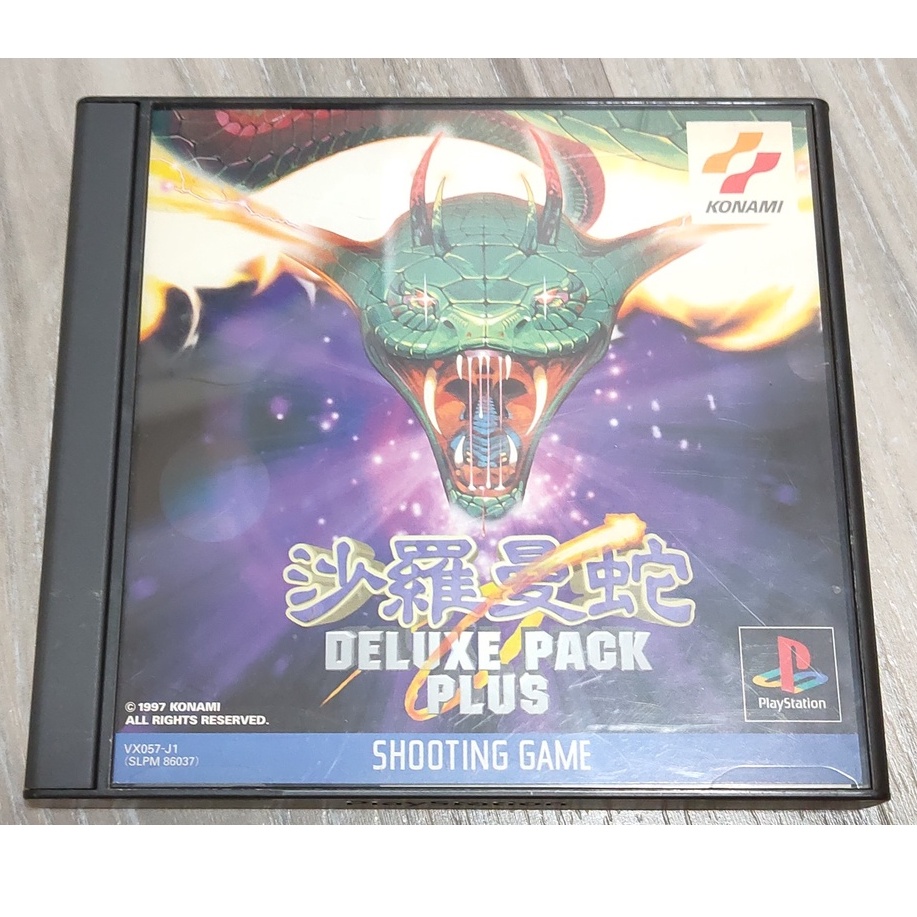 KONAMI
沙羅曼蛇
DELUXE PACK
PLUS
PlayStation
© 1997 KONAMI
ALL RIGHTS RESERVED.
VX057-J1
(SLPM 86037)
SHOOTING GAME
PlayStation